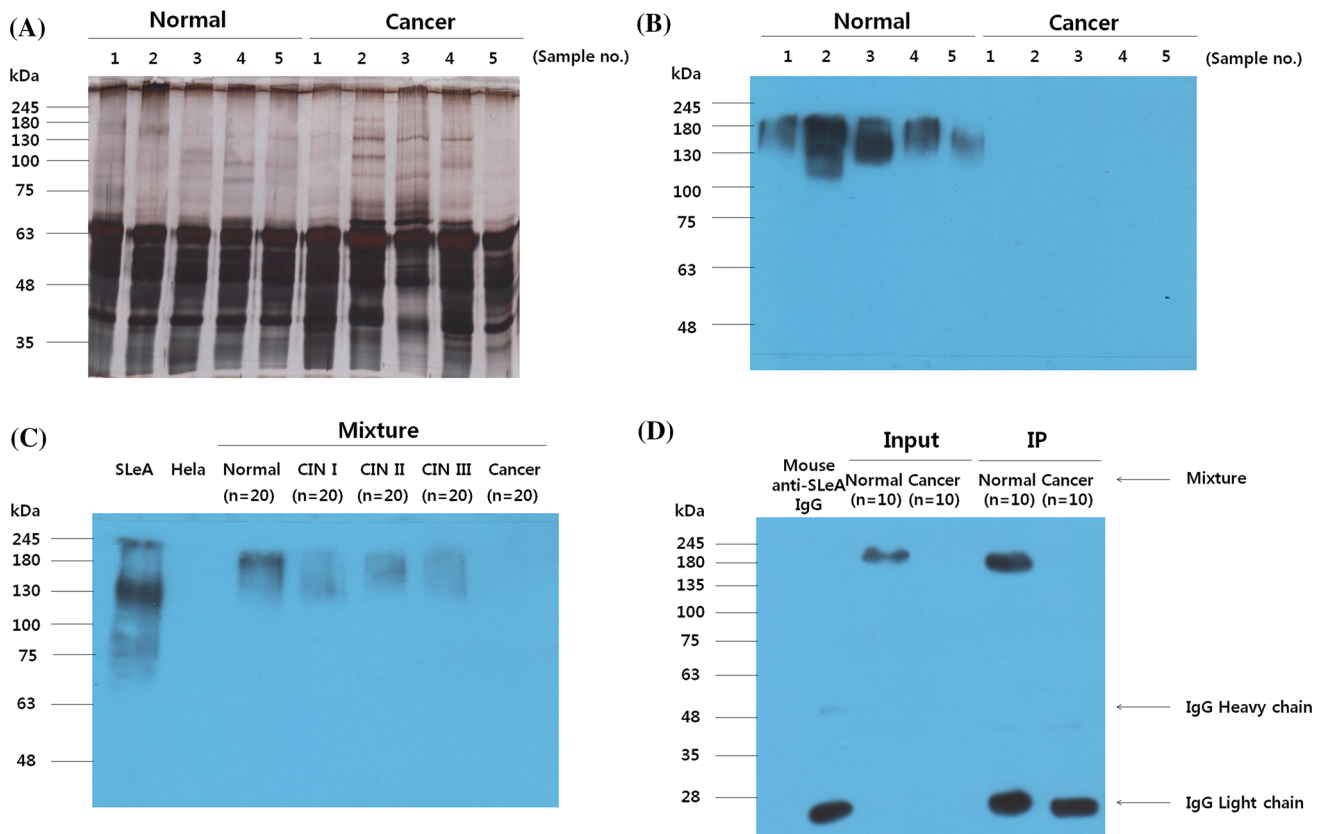 (A)
Normal Cancer
1 2 3 4 5 1 2 3 4 5 (Sample no.)
kDa
245
180
130
100
75
63
48
35
(B)
Normal Cancer
1 2 3 4 5 1 2 3 4 5 (Sample no.)
kDa
245
180
130
100
75
63
48
(C)
Mixture
SLeA Hela Normal CIN I CIN II CIN III Cancer
(n=20) (n=20) (n=20) (n=20) (n=20)
kDa
245
180
130
100
75
63
48
(D)
Input IP
Mouse anti-SLeA IgG
Normal Cancer Normal Cancer
(n=10) (n=10) (n=10) (n=10)
Mixture
kDa
245
180
135
100
75
63
48
35
28
IgG Heavy chain
IgG Light chain